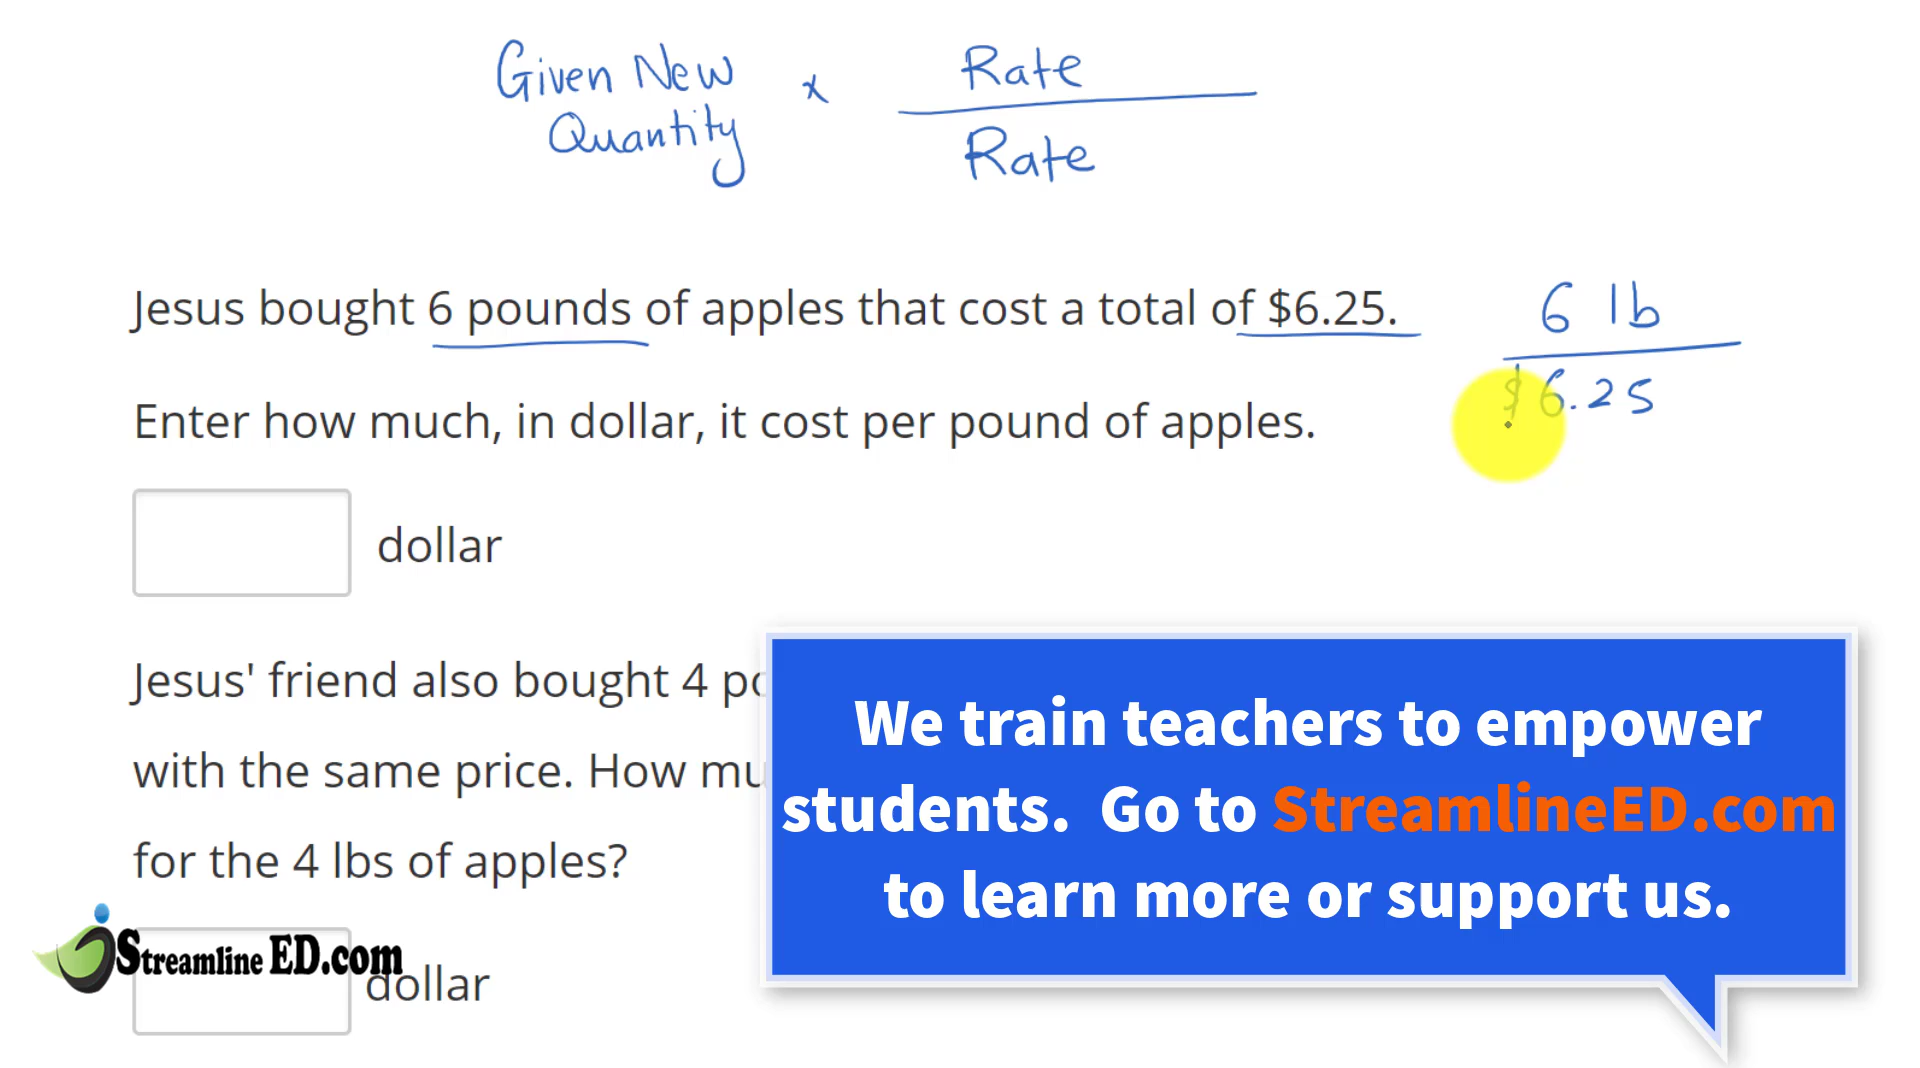 Given New
Quantity
x
Rate
Rate
Jesus bought 6 pounds of apples that cost a total of $6.25.
6 lb
$6.25
Enter how much, in dollar, it cost per pound of apples.
dollar
Jesus' friend also bought 4
with the same price. How
for the 4 lbs of apples?
We train teachers to empower
students. Go to StreamlineED.com
to learn more or support us.
Streamline ED.com
dollar